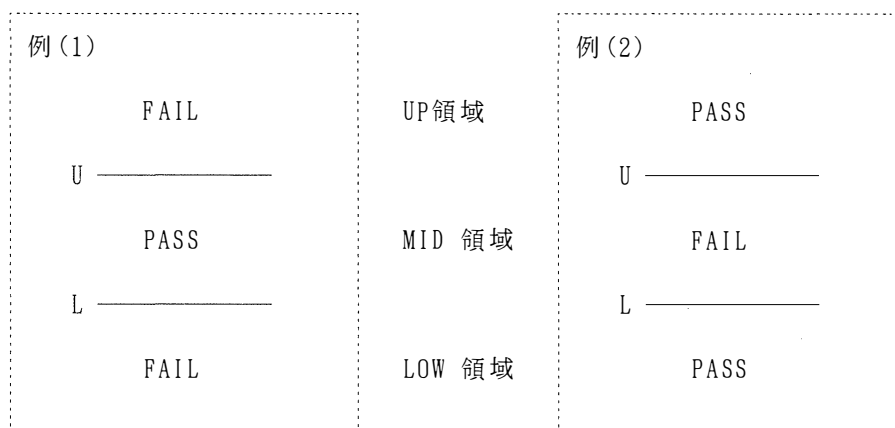 例(1) 例(2)
FAIL UP領域 PASS
U U
PASS MID 領域 FAIL
L L
FAIL LOW 領域 PASS